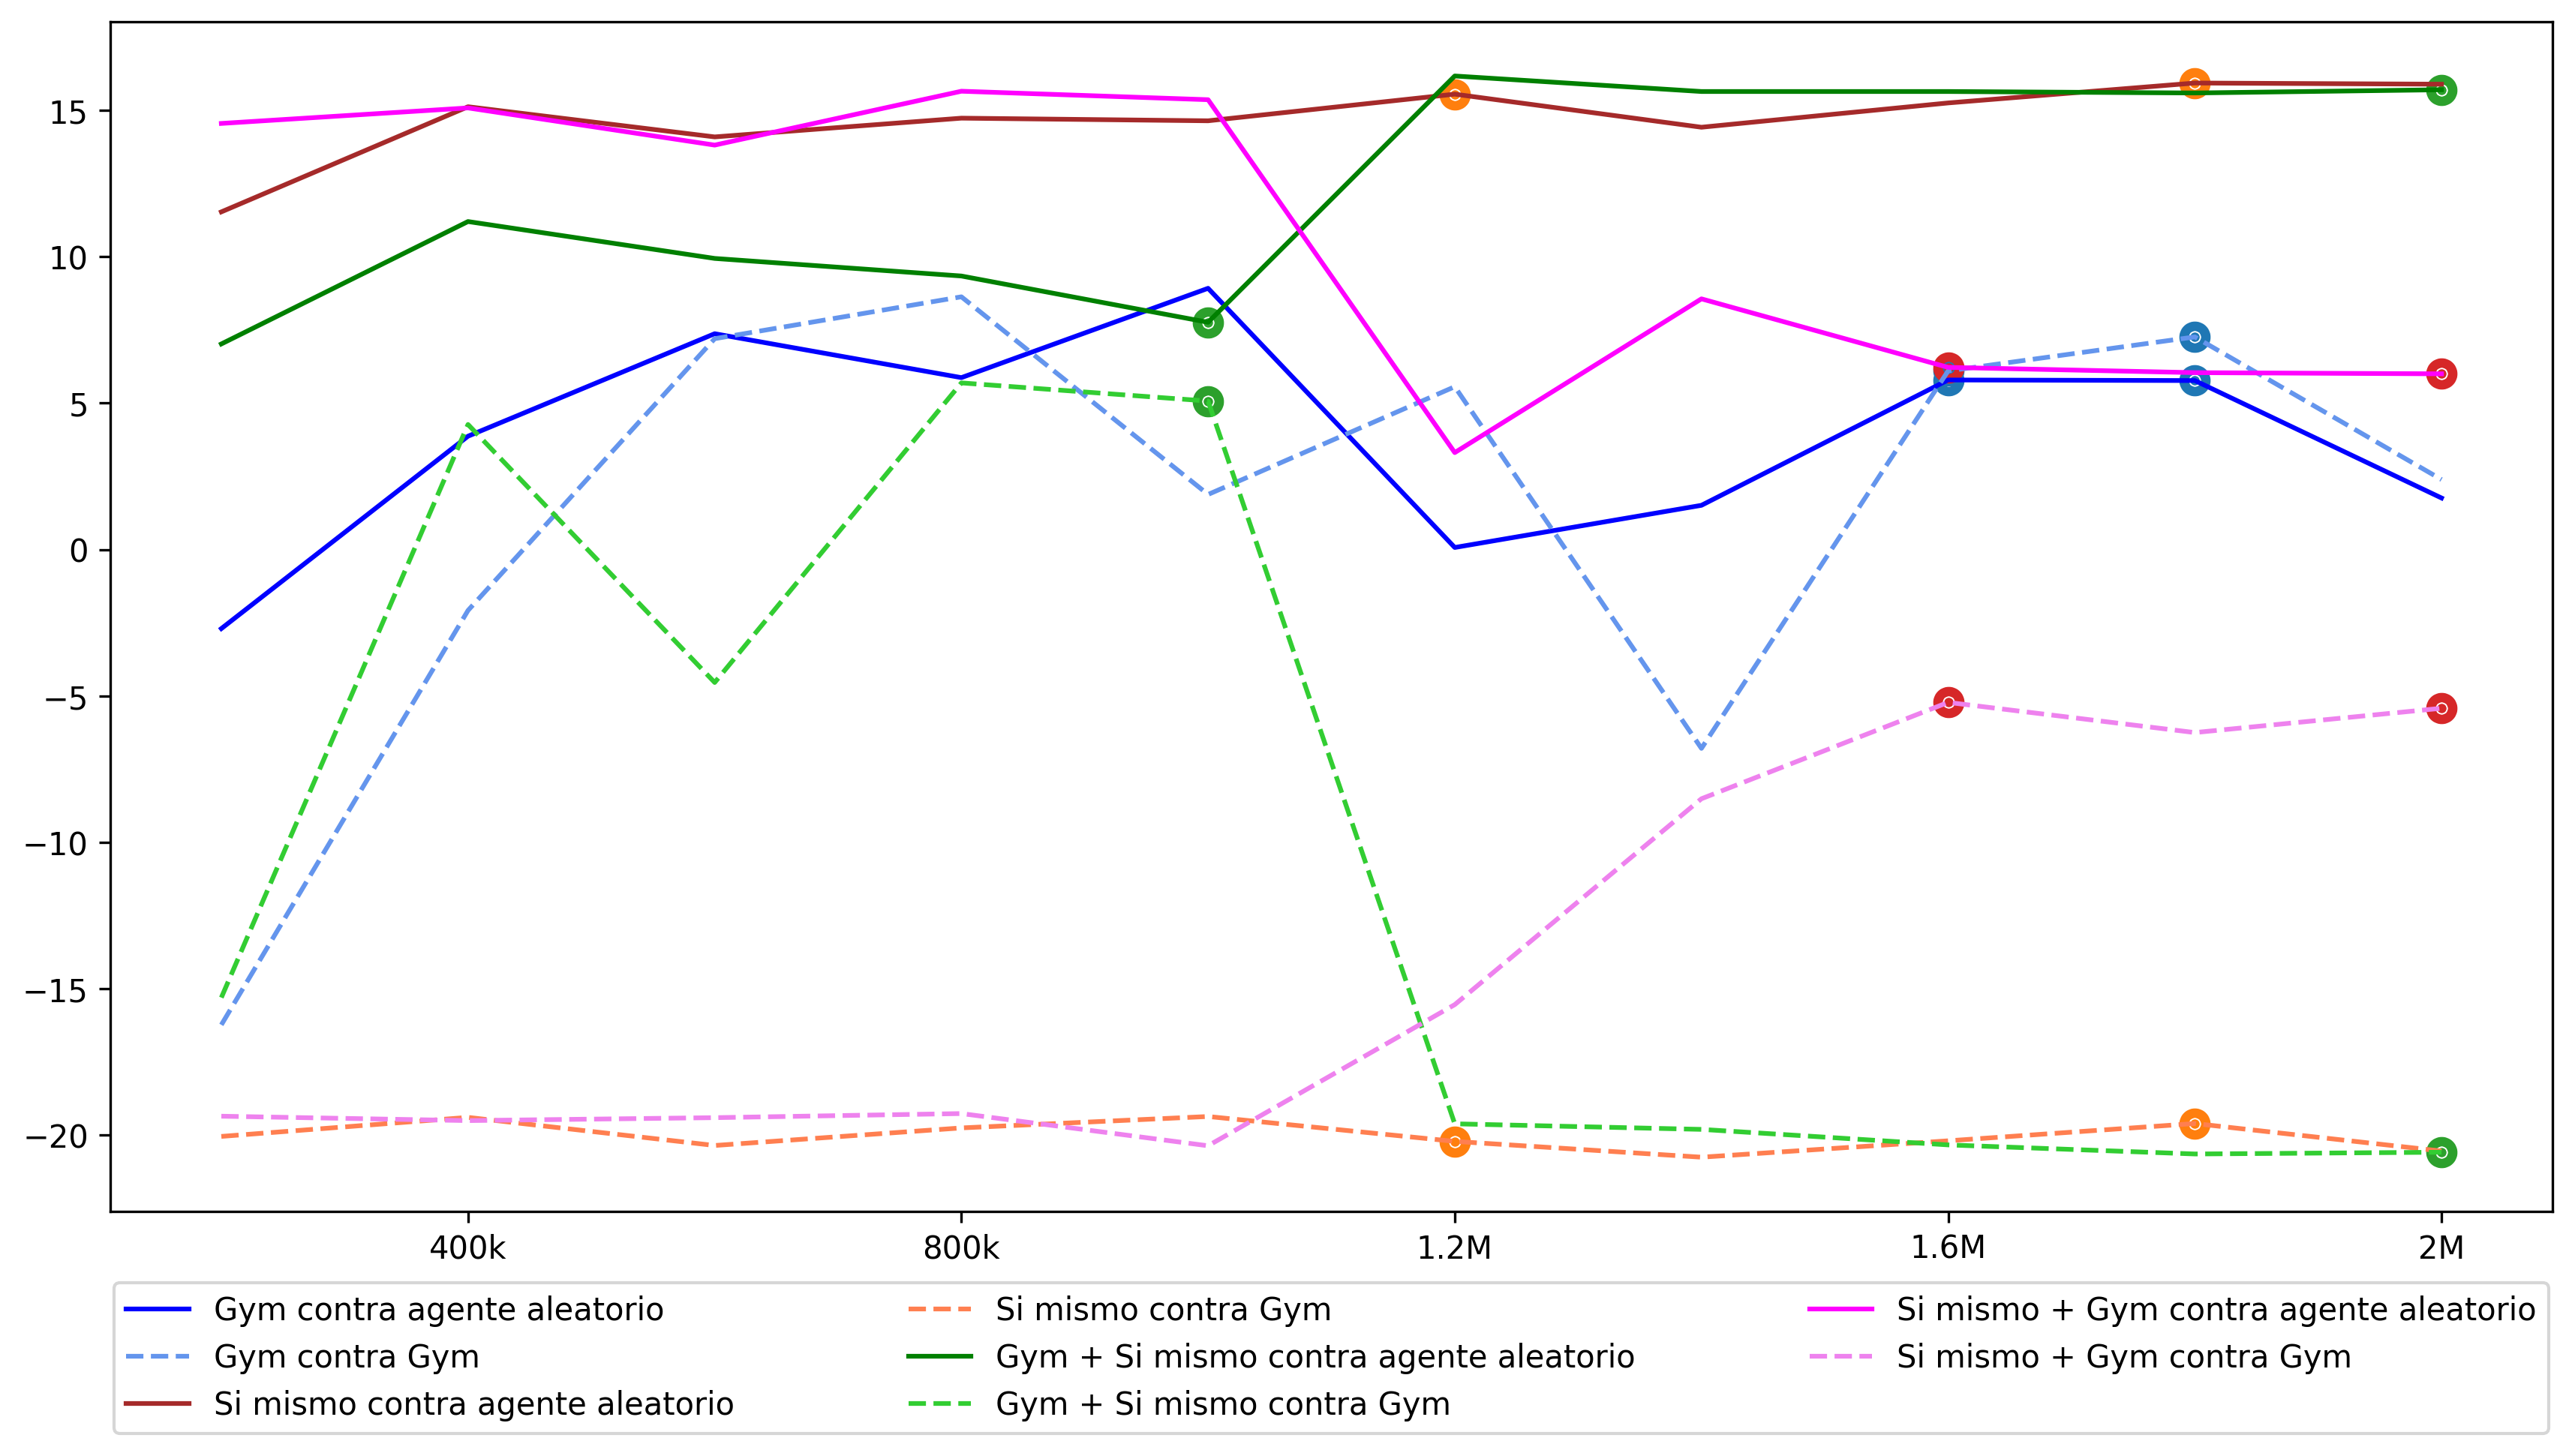 15
10
5
0
−5
−10
−15
−20
400k 800k 1.2M 1.6M 2M
Gym contra agente aleatorio
Gym contra Gym
Si mismo contra agente aleatorio
Si mismo contra Gym
Gym + Si mismo contra agente aleatorio
Gym + Si mismo contra Gym
Si mismo + Gym contra agente aleatorio
Si mismo + Gym contra Gym